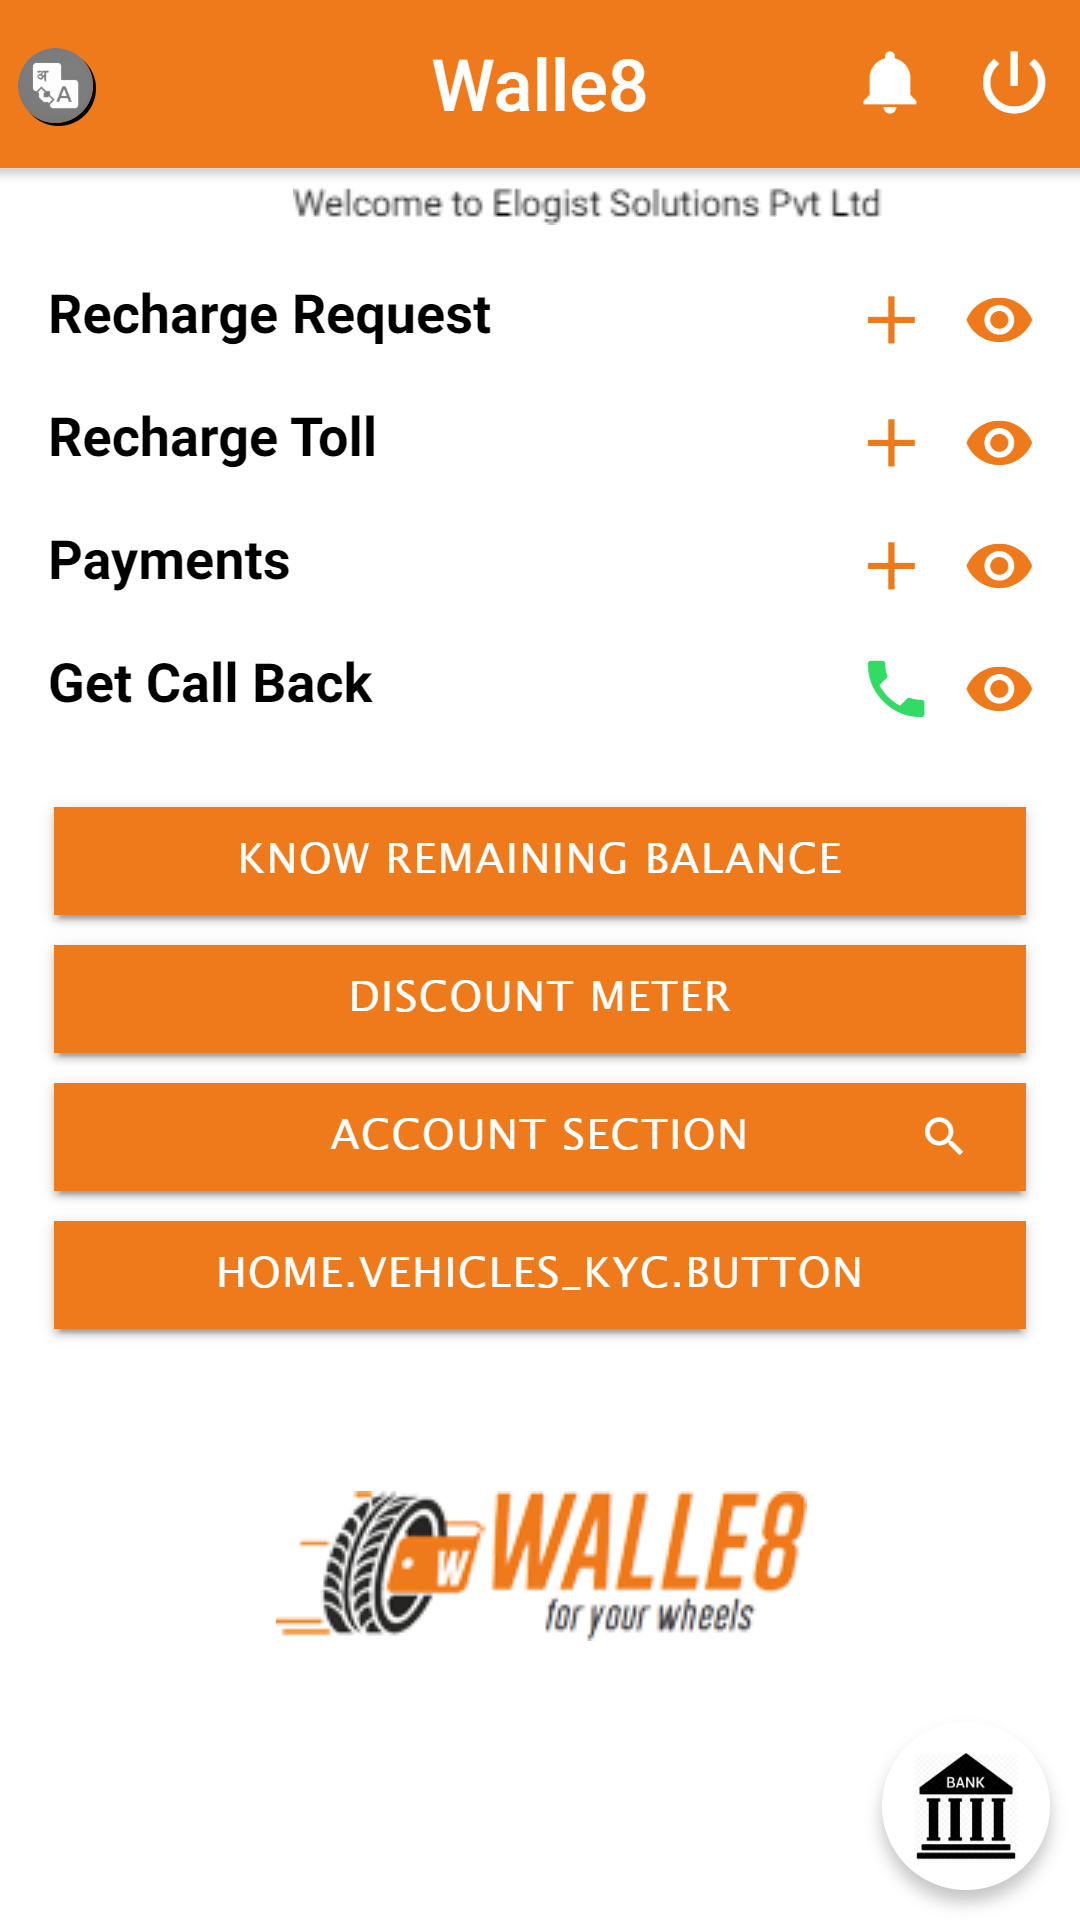 अ
A
Walle8
Welcome to Elogist Solutions Pvt Ltd
Recharge Request
Recharge Toll
Payments
Get Call Back
KNOW REMAINING BALANCE
DISCOUNT METER
ACCOUNT SECTION
HOME.VEHICLES_KYC.BUTTON
W WALLE8
for your wheels
BANK